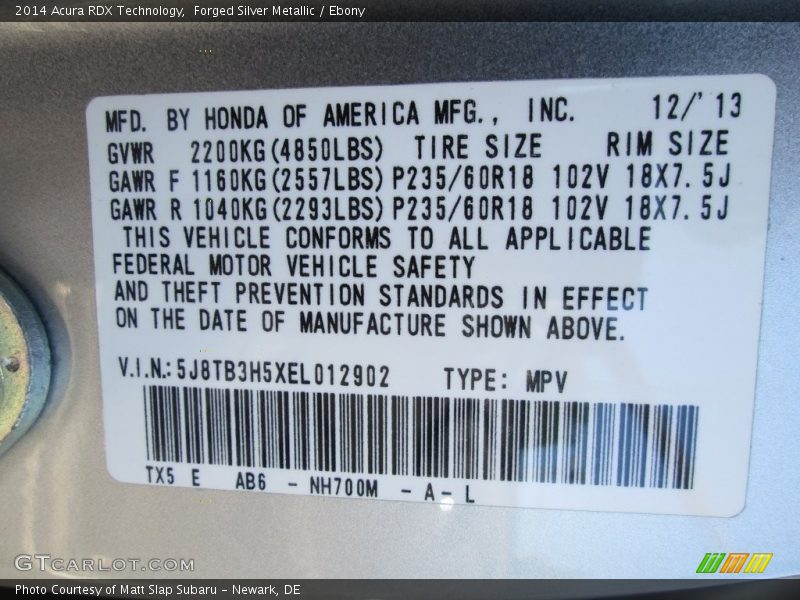 2014 Acura RDX Technology,  Forged Silver Metallic / Ebony
MFD. BY HONDA OF AMERICA MFG., INC. 12/'13
GVWR 2200KG(4850LBS) TIRE SIZE RIM SIZE
GAWR F 1160KG(2557LBS)P235/60R18 102V 18X7.5J
GAWR R 1040KG(2293LBS)P235/60R18 102V 18X7.5J
THIS VEHICLE CONFORMS TO ALL APPLICABLE
FEDERAL MOTOR VEHICLE SAFETY
AND THEFT PREVENTION STANDARDS IN EFFECT
ON THE DATE OF MANUFACTURE SHOWN ABOVE.
V.I.N.:5J8TB3H5XEL012902 TYPE: MPV
TX5 E AB6 - NH700M - A- L
GTCARLOT.COM
Photo Courtesy of Matt Slap Subaru – Newark, DE